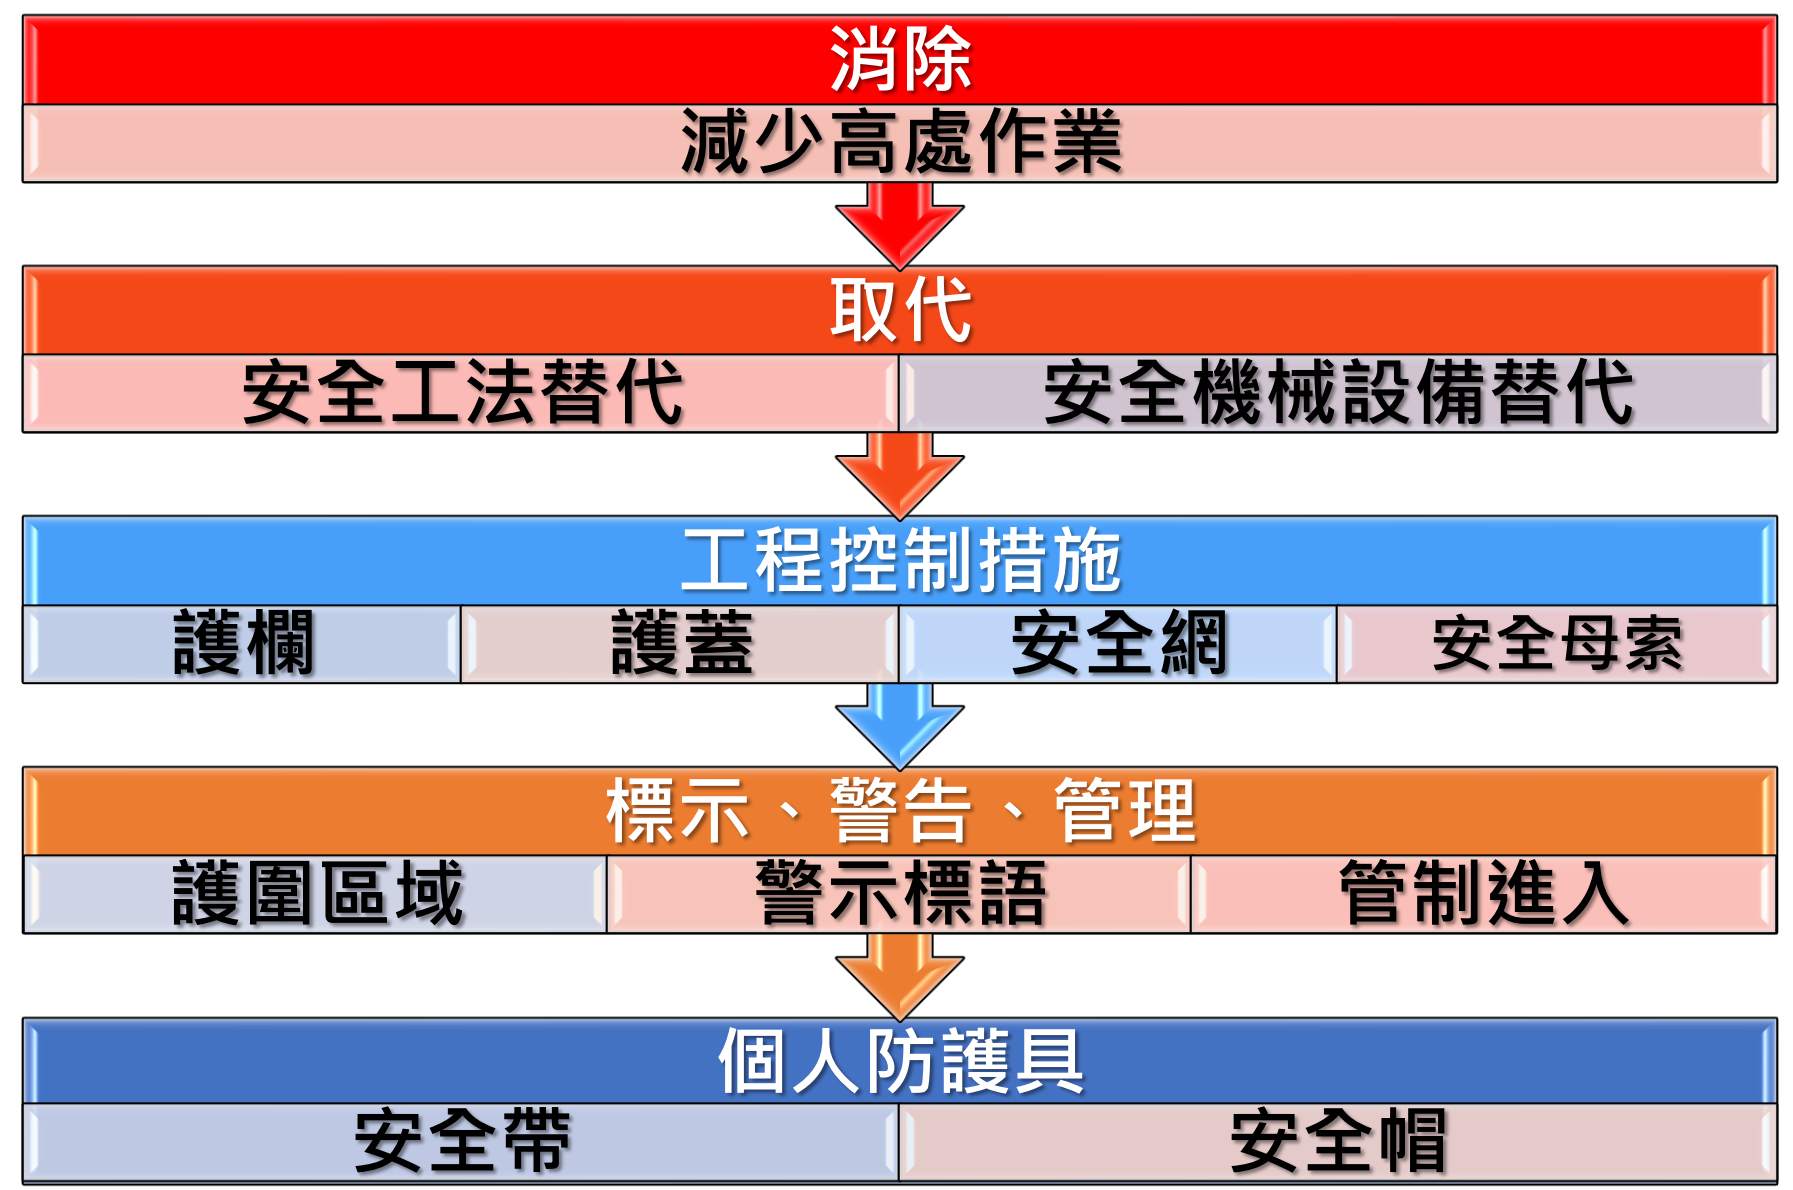 消除
減少高處作業
取代
安全工法替代 安全機械設備替代
工程控制措施
護欄 護蓋 安全網 安全母索
標示、警告、管理
護圍區域 警示標語 管制進入
個人防護具
安全帶 安全帽